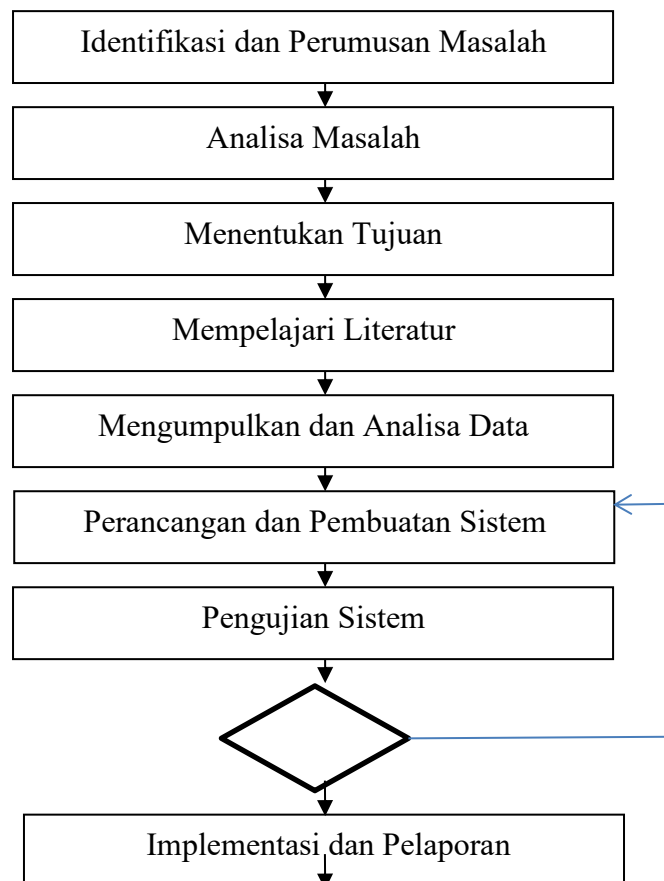 Identifikasi dan Perumusan Masalah
Analisa Masalah
Menentukan Tujuan
Mempelajari Literatur
Mengumpulkan dan Analisa Data
Perancangan dan Pembuatan Sistem
Pengujian Sistem
Implementasi dan Pelaporan